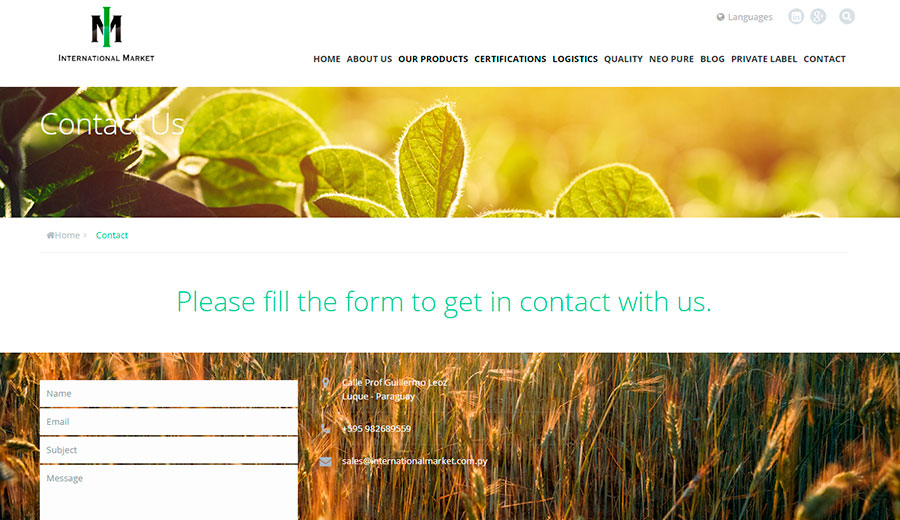 IM
Languages
INTERNATIONAL MARKET
HOME ABOUT US OUR PRODUCTS CERTIFICATIONS LOGISTICS QUALITY NEO PURE BLOG PRIVATE LABEL CONTACT
Contact Us
Home > Contact
Please fill the form to get in contact with us.
Name
Email
Subject
Message
Calle Prof Guillermo Leoz
Luque - Paraguay
+595 982689559
sales@internationalmarket.com.py